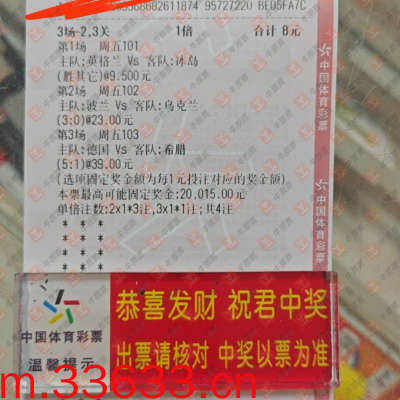 95727220 BE05FA7C
3场-2,3关 1倍 合计 8元
第1场 周五101
主队:英格兰 Vs 客队:冰岛
(胜其它)@9.500元
第2场 周五102
主队:波兰 Vs 客队:乌克兰
(3:0)@23.00元
第3场 周五103
主队:德国 Vs 客队:希腊
(5:1)@39.00元
(选项固定奖金额为每1元投注对应的奖金额)
本票最高可能固定奖金:20,015.00元
单倍注数:2x1*3注,3x1*1注;共4注
* * *
* * *
* * *
* * *
中国体育彩票
中国体育彩票
中国体育彩票
温馨提示
恭喜发财 祝君中奖
出票请核对 中奖以票为准
m.33633.cn